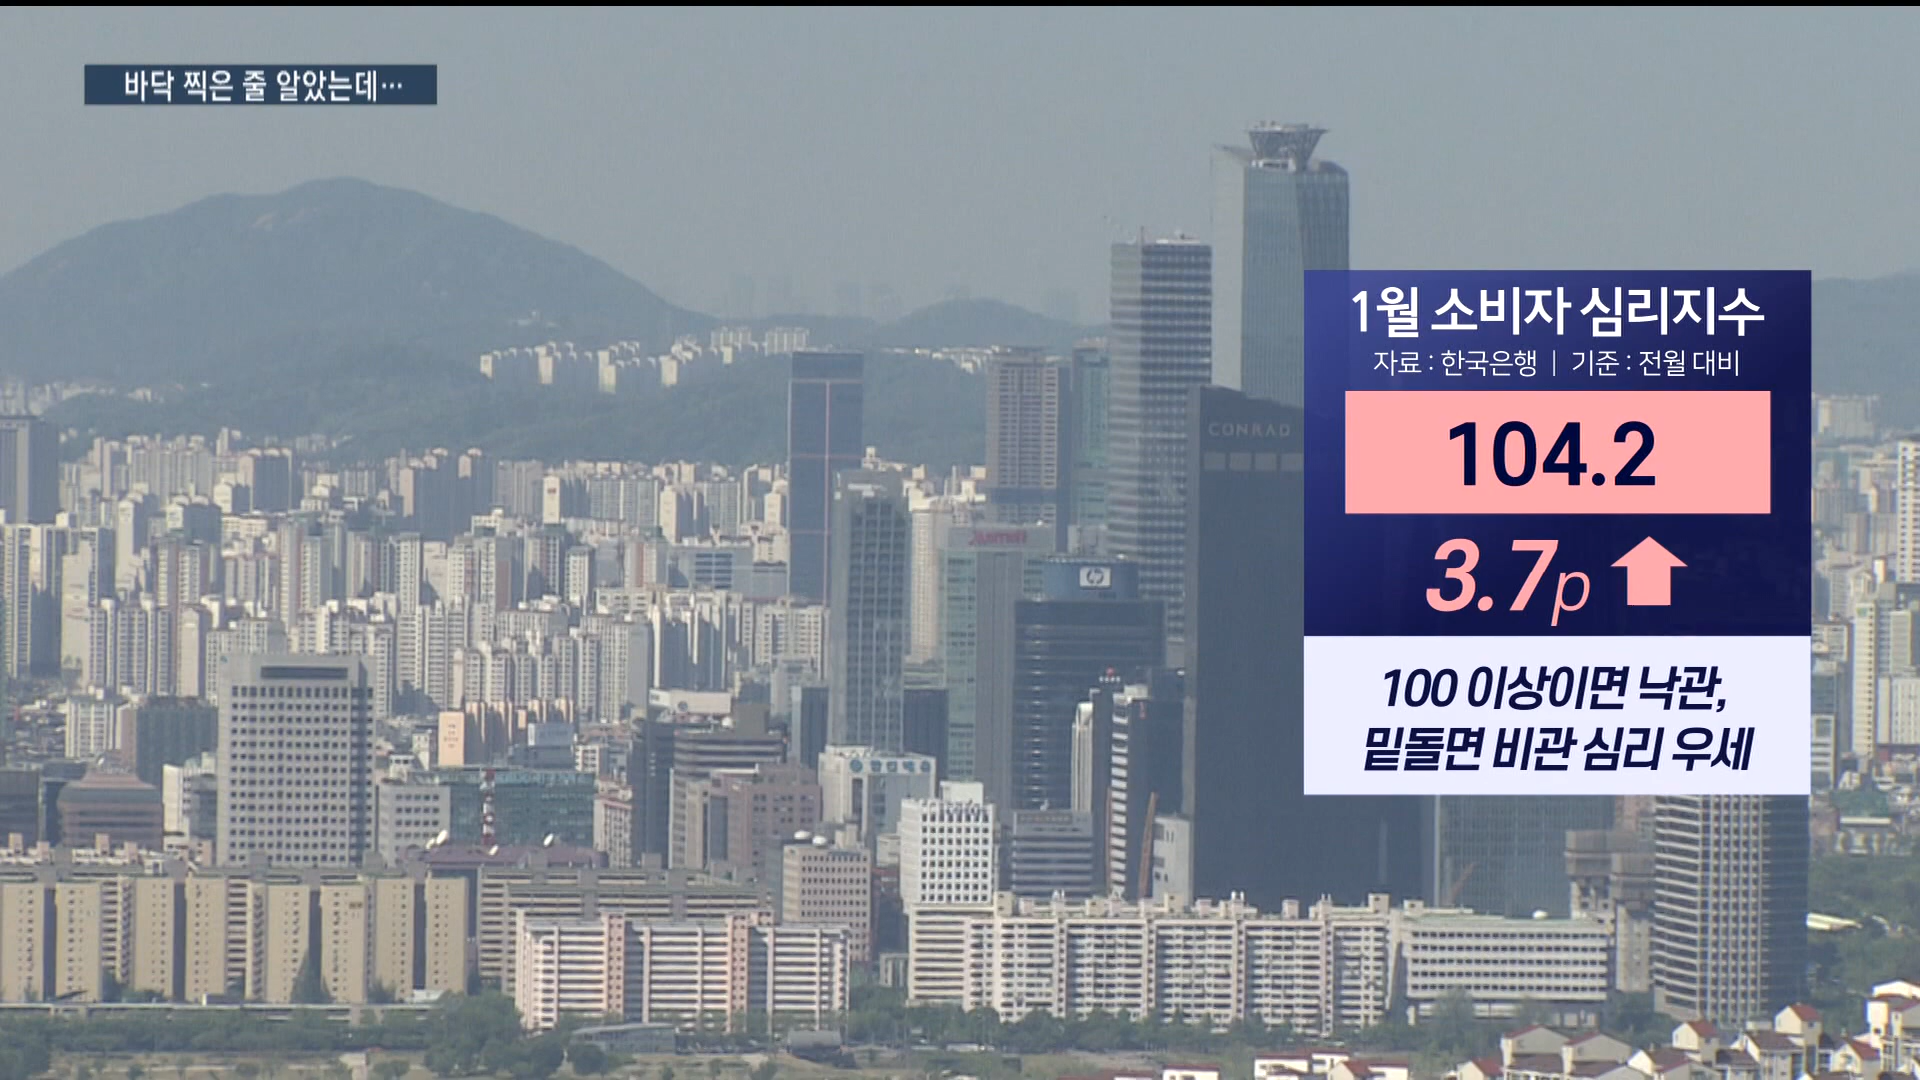 바닥 찍은 줄 알았는데…
1월 소비자 심리지수
자료 : 한국은행 | 기준 : 전월 대비
104.2
3.7p
100 이상이면 낙관,
밑돌면 비관 심리 우세
CONRAD
Marriott
hp